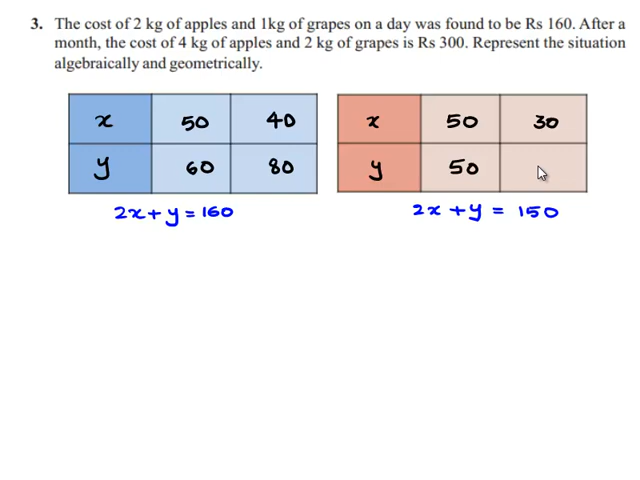 3. The cost of 2 kg of apples and 1kg of grapes on a day was found to be Rs 160. After a
month, the cost of 4 kg of apples and 2 kg of grapes is Rs 300. Represent the situation
algebraically and geometrically.
x 50 40
y 60 80
2x + y = 160
x 50 30
y 50
2x + y = 150